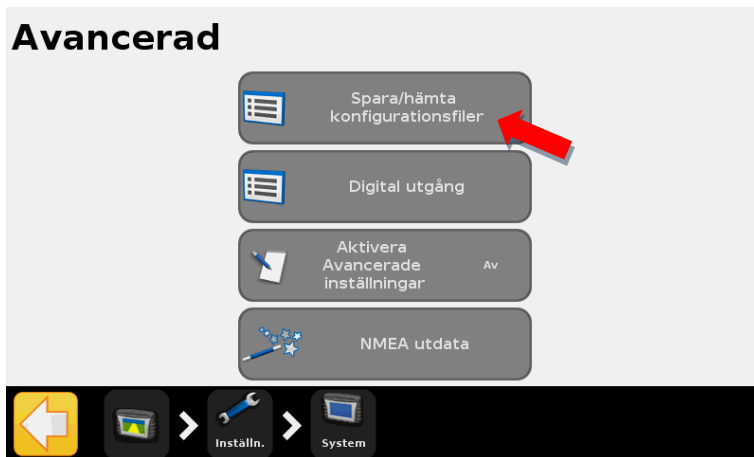 Avancerad
Spara/hämta
konfigurationsfiler
Digital utgång
Aktivera
Avancerade
inställningar
Av
NMEA utdata
Inställn.
System